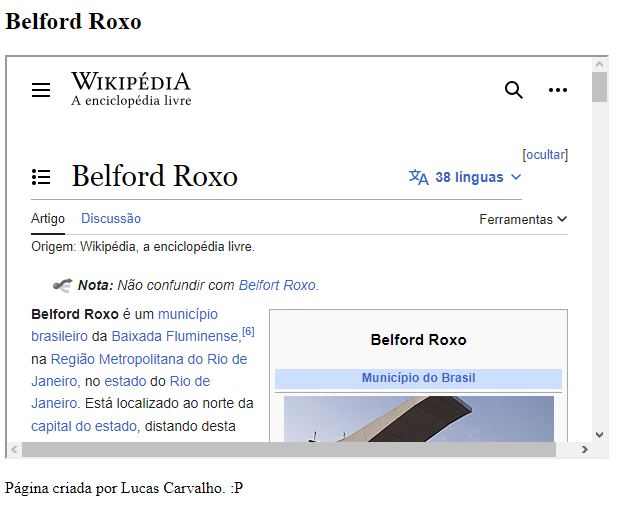 Belford Roxo
WIKIPÉDIA
A enciclopédia livre
[ocultar]
Belford Roxo
38 línguas
Artigo Discussão Ferramentas
Origem: Wikipédia, a enciclopédia livre.
Nota: Não confundir com Belfort Roxo.
Belford Roxo é um município
brasileiro da Baixada Fluminense,[6]
na Região Metropolitana do Rio de
Janeiro, no estado do Rio de
Janeiro. Está localizado ao norte da
capital do estado, distando desta
Belford Roxo
Município do Brasil
Página criada por Lucas Carvalho. :P